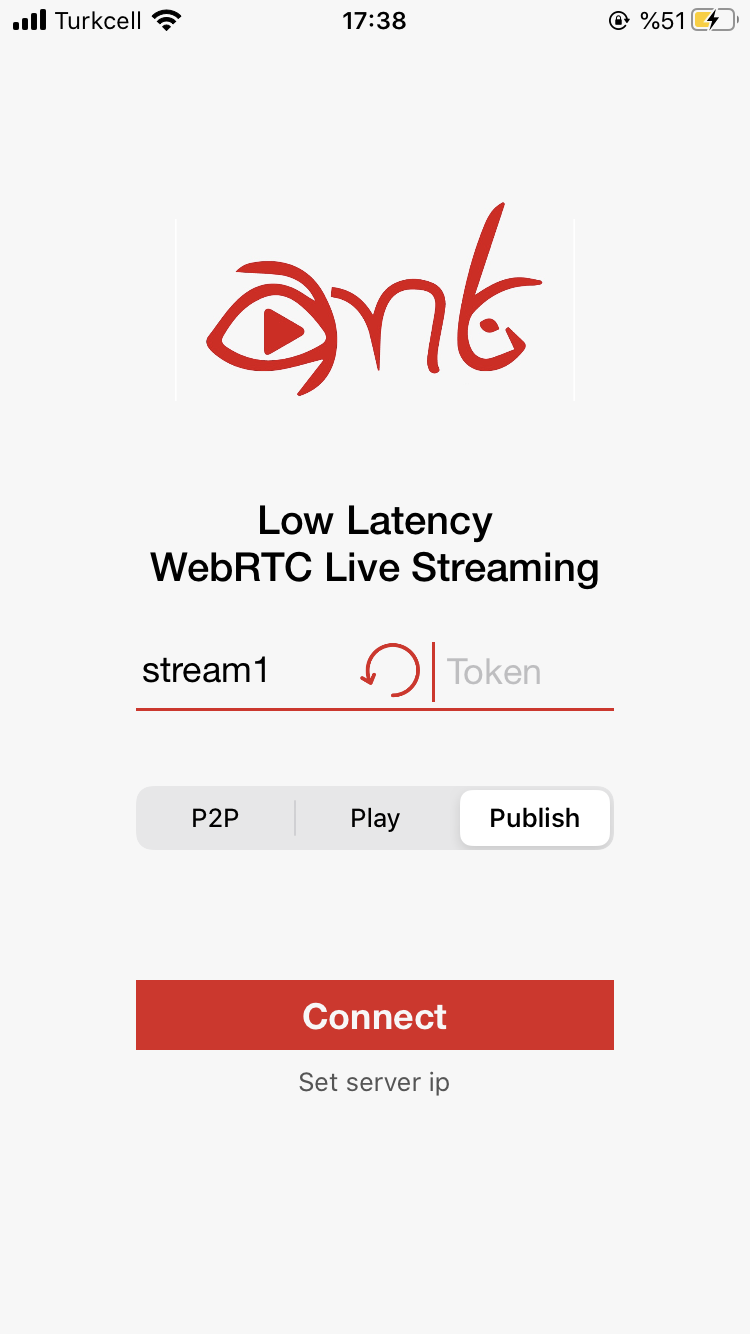 Turkcell 17:38 %51
ant
Low Latency
WebRTC Live Streaming
stream1 Token
P2P Play Publish
Connect
Set server ip